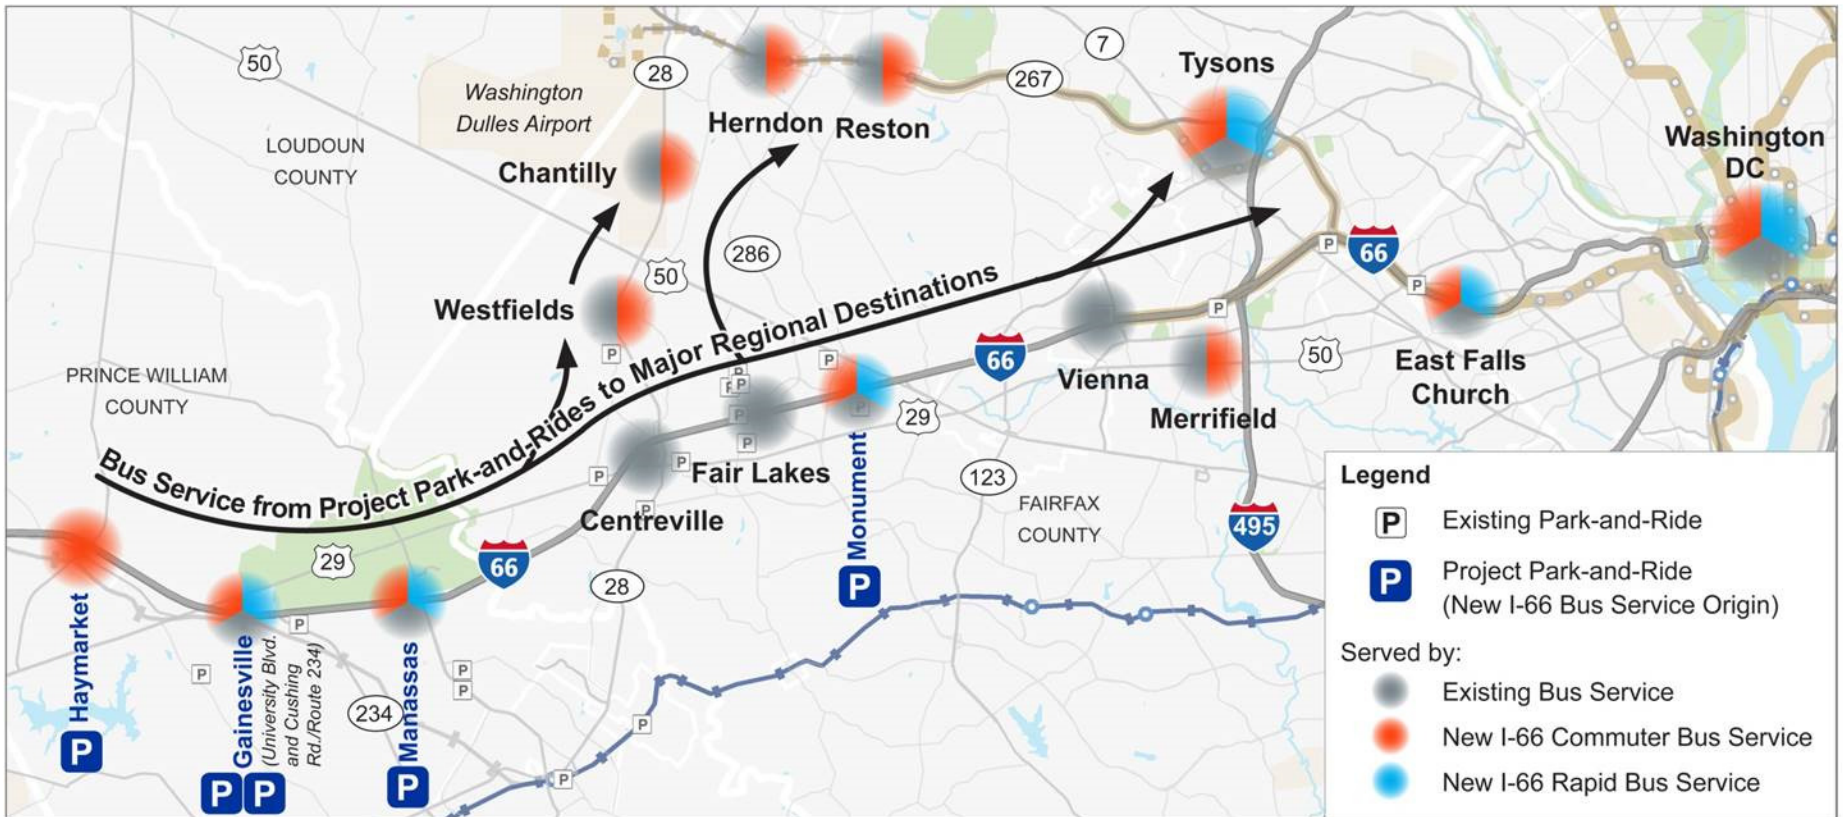 50
28
Washington
Dulles Airport
LOUDOUN
COUNTY
Herndon
Reston
267
7
Tysons
Washington
DC
Chantilly
286
50
Westfields
66
PRINCE WILLIAM
COUNTY
Bus Service from Project Park-and-Rides to Major Regional Destinations
P
P
P
P
P
P
P
P
P
P
P
P
P
P
66
Vienna
50
Merrifield
East Falls
Church
29
Fair Lakes
Centreville
123
FAIRFAX
COUNTY
495
29
66
28
Monument
P
Haymarket
P
Gainesville
(University Blvd.
and Cushing
Rd./Route 234)
P P
234
Manassas
P
P
P
P
P
P
P
Legend
P Existing Park-and-Ride
P Project Park-and-Ride
(New I-66 Bus Service Origin)
Served by:
Existing Bus Service
New I-66 Commuter Bus Service
New I-66 Rapid Bus Service